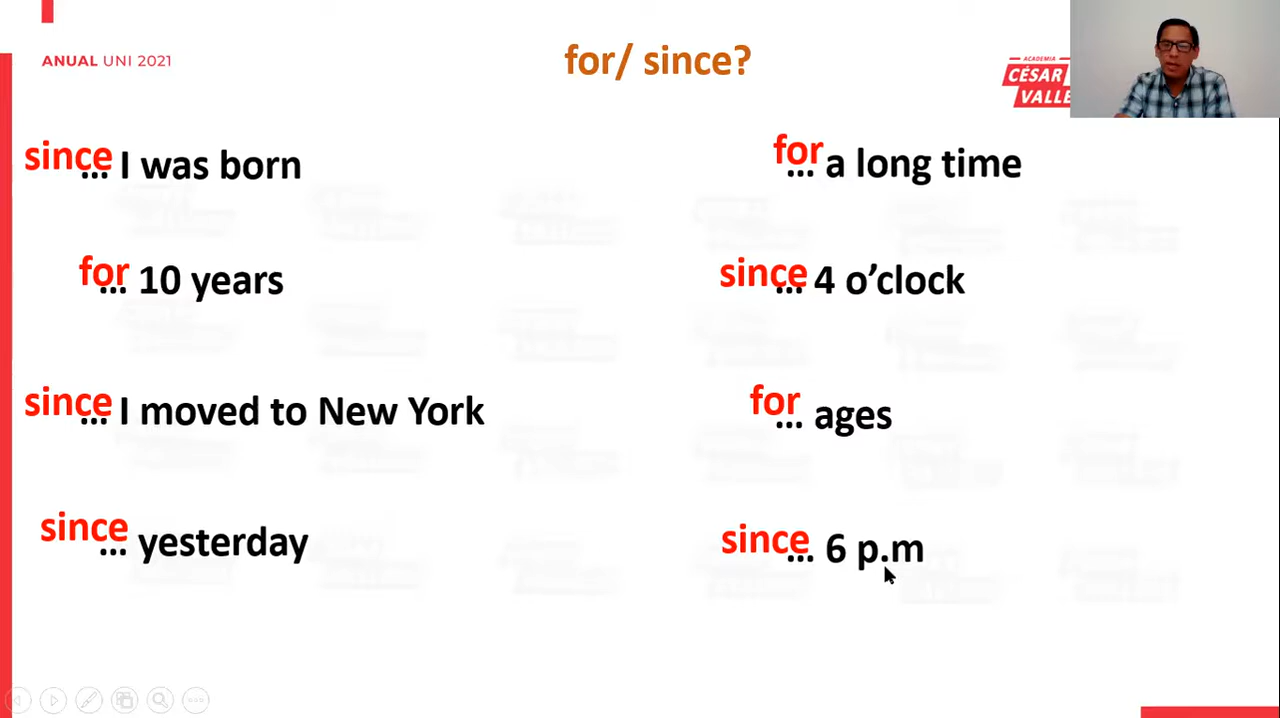 ANUAL UNI 2021
for/ since?
ACADEMIA
CÉSAR
VALLE
since... I was born
for... a long time
for... 10 years
since... 4 o’clock
since... I moved to New York
for... ages
since... yesterday
since... 6 p.m